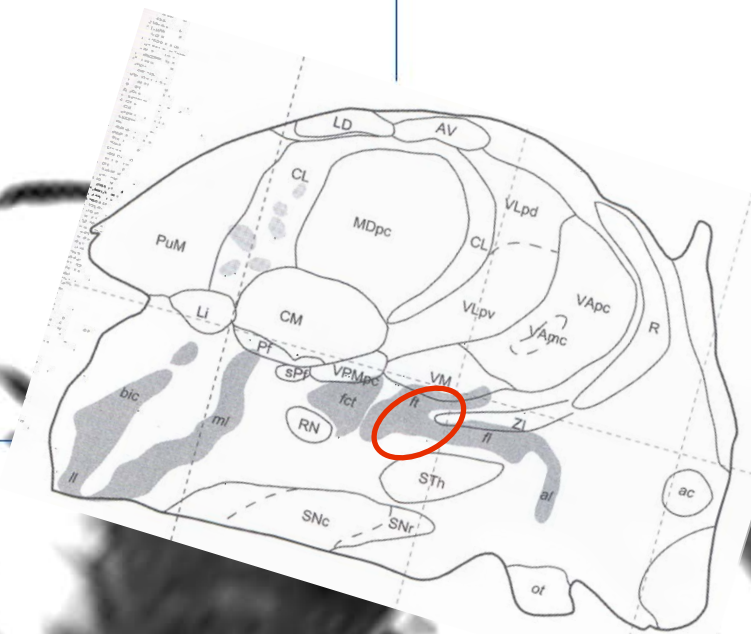 LD
AV
CL
VLpd
MDpc
CL
PuM
VApc
Li
CM
VLpv
VAmc
R
Pf
sPf
VPMpc
VM
bic
ml
fct
ft
RN
ZI
fl
STh
ll
al
ac
SNc
SNr
ot